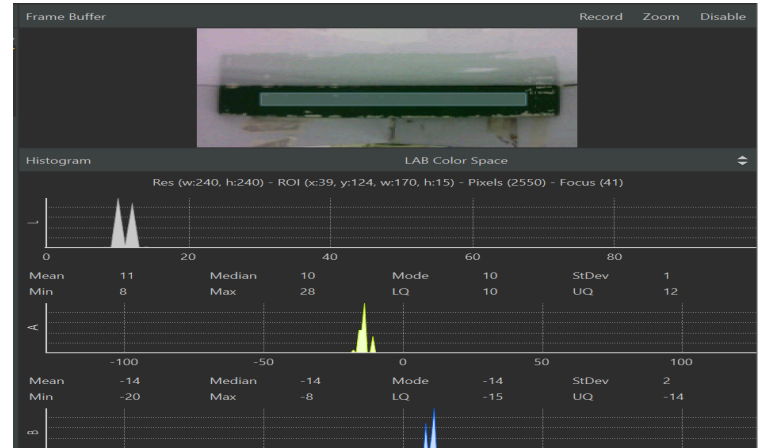 Frame Buffer Record Zoom Disable
Histogram LAB Color Space
Res (w:240, h:240) - ROI (x:39, y:124, w:170, h:15) - Pixels (2550) - Focus (41)
L
0 20 40 60 80
Mean 11 Median 10 Mode 10 StDev 1
Min 8 Max 28 LQ 10 UQ 12
A
-100 -50 0 50 100
Mean -14 Median -14 Mode -14 StDev 2
Min -20 Max -8 LQ -15 UQ -14
B